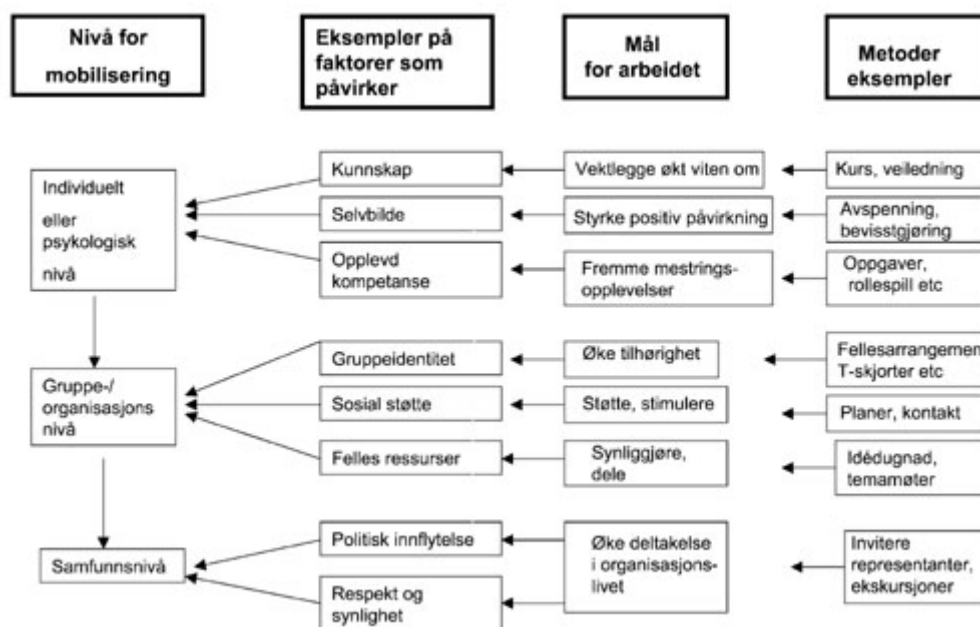 Nivå for
mobilisering
Eksempler på
faktorer som
påvirker
Mål
for arbeidet
Metoder
eksempler
Individuelt
eller
psykologisk
nivå
Kunnskap
Vektlegge økt viten om
Kurs, veiledning
Selvbilde
Styrke positiv påvirkning
Avspenning,
bevisstgjøring
Opplevd
kompetanse
Fremme mestrings-
opplevelser
Oppgaver,
rollespill etc
Gruppe-/
organisasjons
nivå
Gruppeidentitet
Øke tilhørighet
Fellesarrangemen
T-skjorter etc
Sosial støtte
Støtte, stimulere
Planer, kontakt
Felles ressurser
Synliggjøre,
dele
Idédugnad,
temamøter
Samfunnsnivå
Politisk innflytelse
Respekt og
synlighet
Øke deltakelse
i organisasjons-
livet
Invitere
representanter,
ekskursjoner